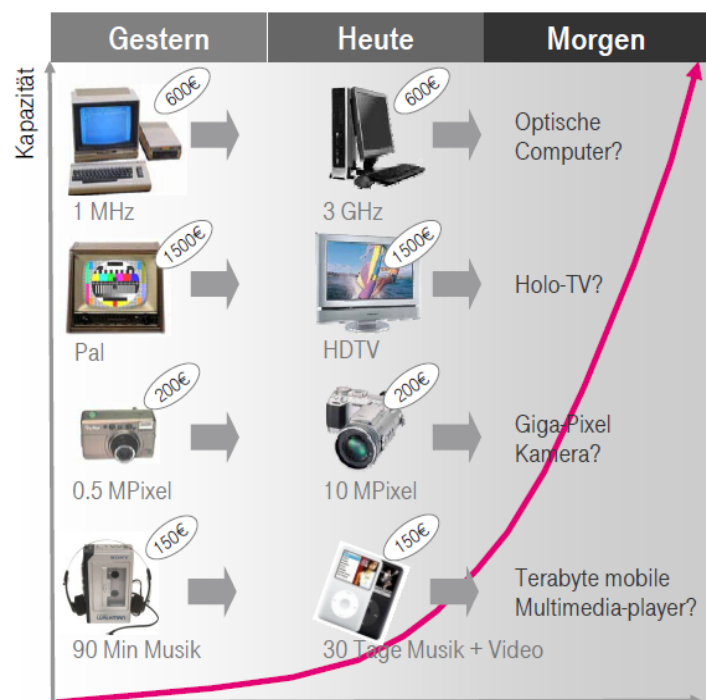 Gestern
Heute
Morgen
Kapazität
600€
600€
Optische
Computer?
1 MHz
3 GHz
1500€
1500€
Holo-TV?
Pal
HDTV
200€
200€
Giga-Pixel
Kamera?
0.5 MPixel
10 MPixel
150€
150€
SONY
Terabyte mobile
Multimedia-player?
90 Min Musik
30 Tage Musik + Video